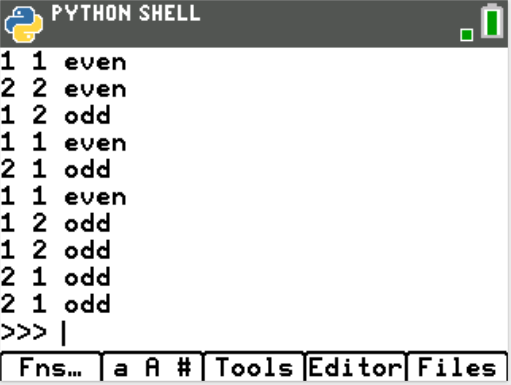 PYTHON SHELL
1 1 even
2 2 even
1 2 odd
1 1 even
2 1 odd
1 1 even
1 2 odd
1 2 odd
2 1 odd
2 1 odd
>>> |
Fns… a A # Tools Editor Files